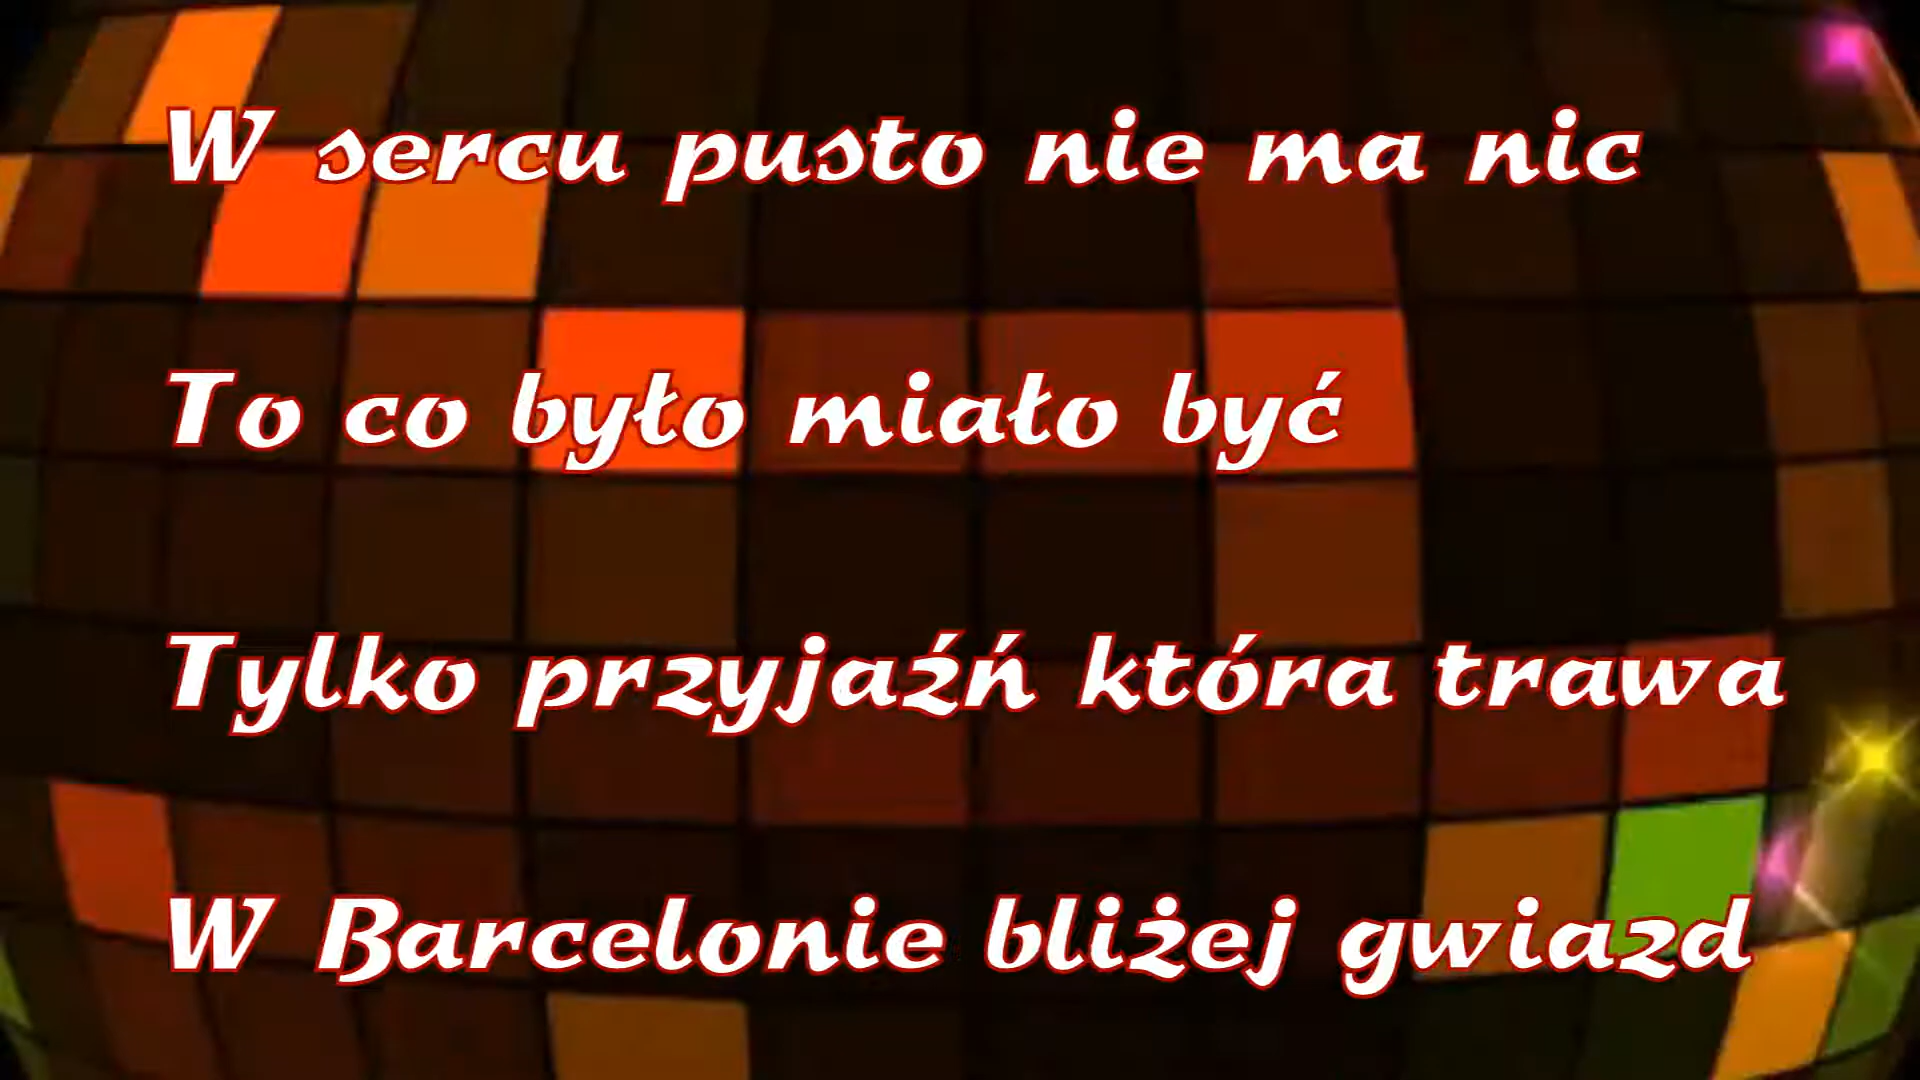 W sercu pusto nie ma nic
To co było miało być
Tylko przyjaźń która trawa
W Barcelonie bliżej gwiazd